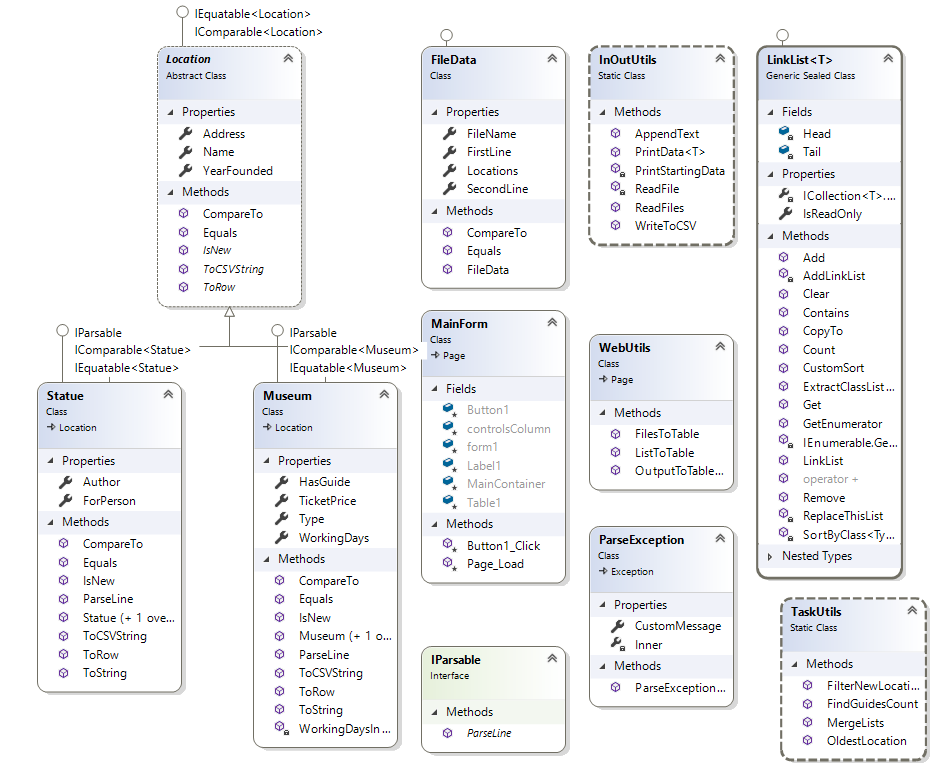 IEquatable<Location>
IComparable<Location>
Location
Abstract Class
Properties
Address
Name
YearFounded
Methods
CompareTo
Equals
IsNew
ToCSVString
ToRow
FileData
Class
Properties
FileName
FirstLine
Locations
SecondLine
Methods
CompareTo
Equals
FileData
InOutUtils
Static Class
Methods
AppendText
PrintData<T>
PrintStartingData
ReadFile
ReadFiles
WriteToCSV
LinkList<T>
Generic Sealed Class
Fields
Head
Tail
Properties
ICollection<T>....
IsReadOnly
Methods
Add
AddLinkList
Clear
Contains
CopyTo
Count
CustomSort
ExtractClassList...
Get
GetEnumerator
IEnumerable.Ge...
LinkList
operator +
Remove
ReplaceThisList
SortByClass<Ty...
Nested Types
IParsable
IComparable<Statue>
IEquatable<Statue>
Statue
Class
Location
Properties
Author
ForPerson
Methods
CompareTo
Equals
IsNew
ParseLine
Statue (+ 1 ove...
ToCSVString
ToRow
ToString
IParsable
IComparable<Museum>
IEquatable<Museum>
Museum
Class
Location
Properties
HasGuide
TicketPrice
Type
WorkingDays
Methods
CompareTo
Equals
IsNew
Museum (+ 1 o...
ParseLine
ToCSVString
ToRow
ToString
WorkingDaysIn...
MainForm
Class
Page
Fields
Button1
controlsColumn
form1
Label1
MainContainer
Table1
Methods
Button1_Click
Page_Load
IParsable
Interface
Methods
ParseLine
WebUtils
Class
Page
Methods
FilesToTable
ListToTable
OutputToTable...
ParseException
Class
Exception
Properties
CustomMessage
Inner
Methods
ParseException...
TaskUtils
Static Class
Methods
FilterNewLocati...
FindGuidesCount
MergeLists
OldestLocation